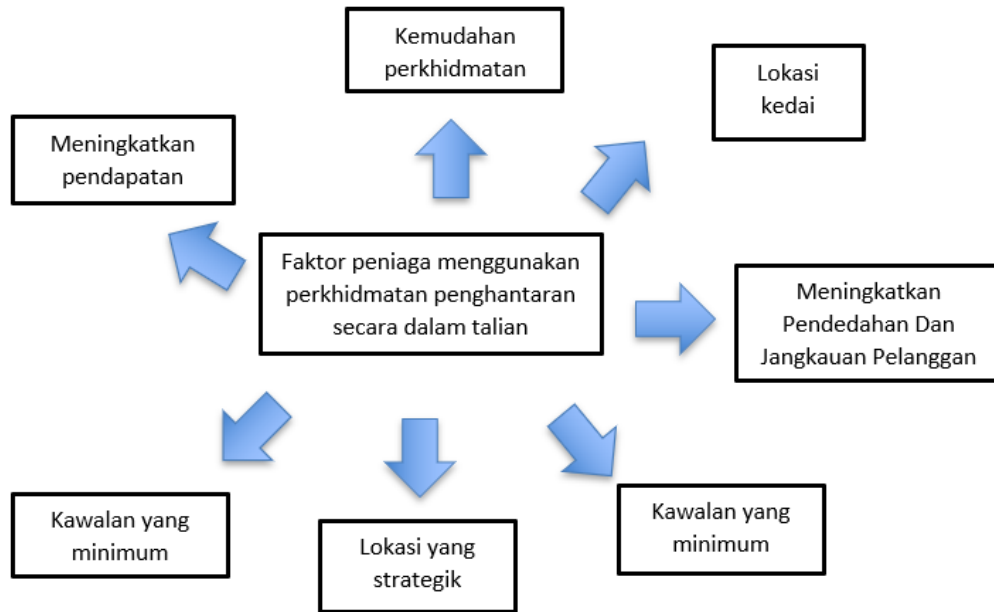 Kemudahan
perkhidmatan
Lokasi
kedai
Meningkatkan
pendapatan
Faktor peniaga menggunakan
perkhidmatan penghantaran
secara dalam talian
Meningkatkan
Pendedahan Dan
Jangkauan Pelanggan
Kawalan yang
minimum
Lokasi yang
strategik
Kawalan yang
minimum